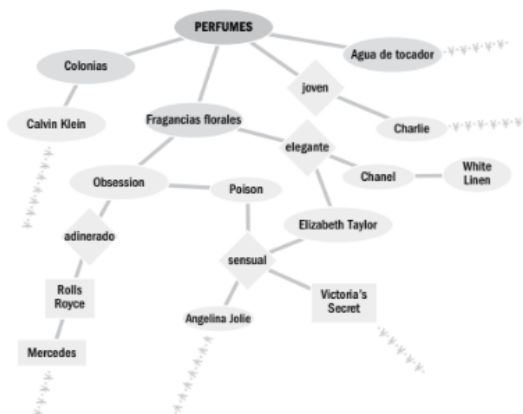 PERFUMES
Colonias
Agua de tocador
joven
Calvin Klein
Fragancias florales
Charlie
elegante
White
Linen
Chanel
Obsession
Poison
Elizabeth Taylor
adinerado
sensual
Rolls
Royce
Victoria's
Secret
Angelina Jolie
Mercedes